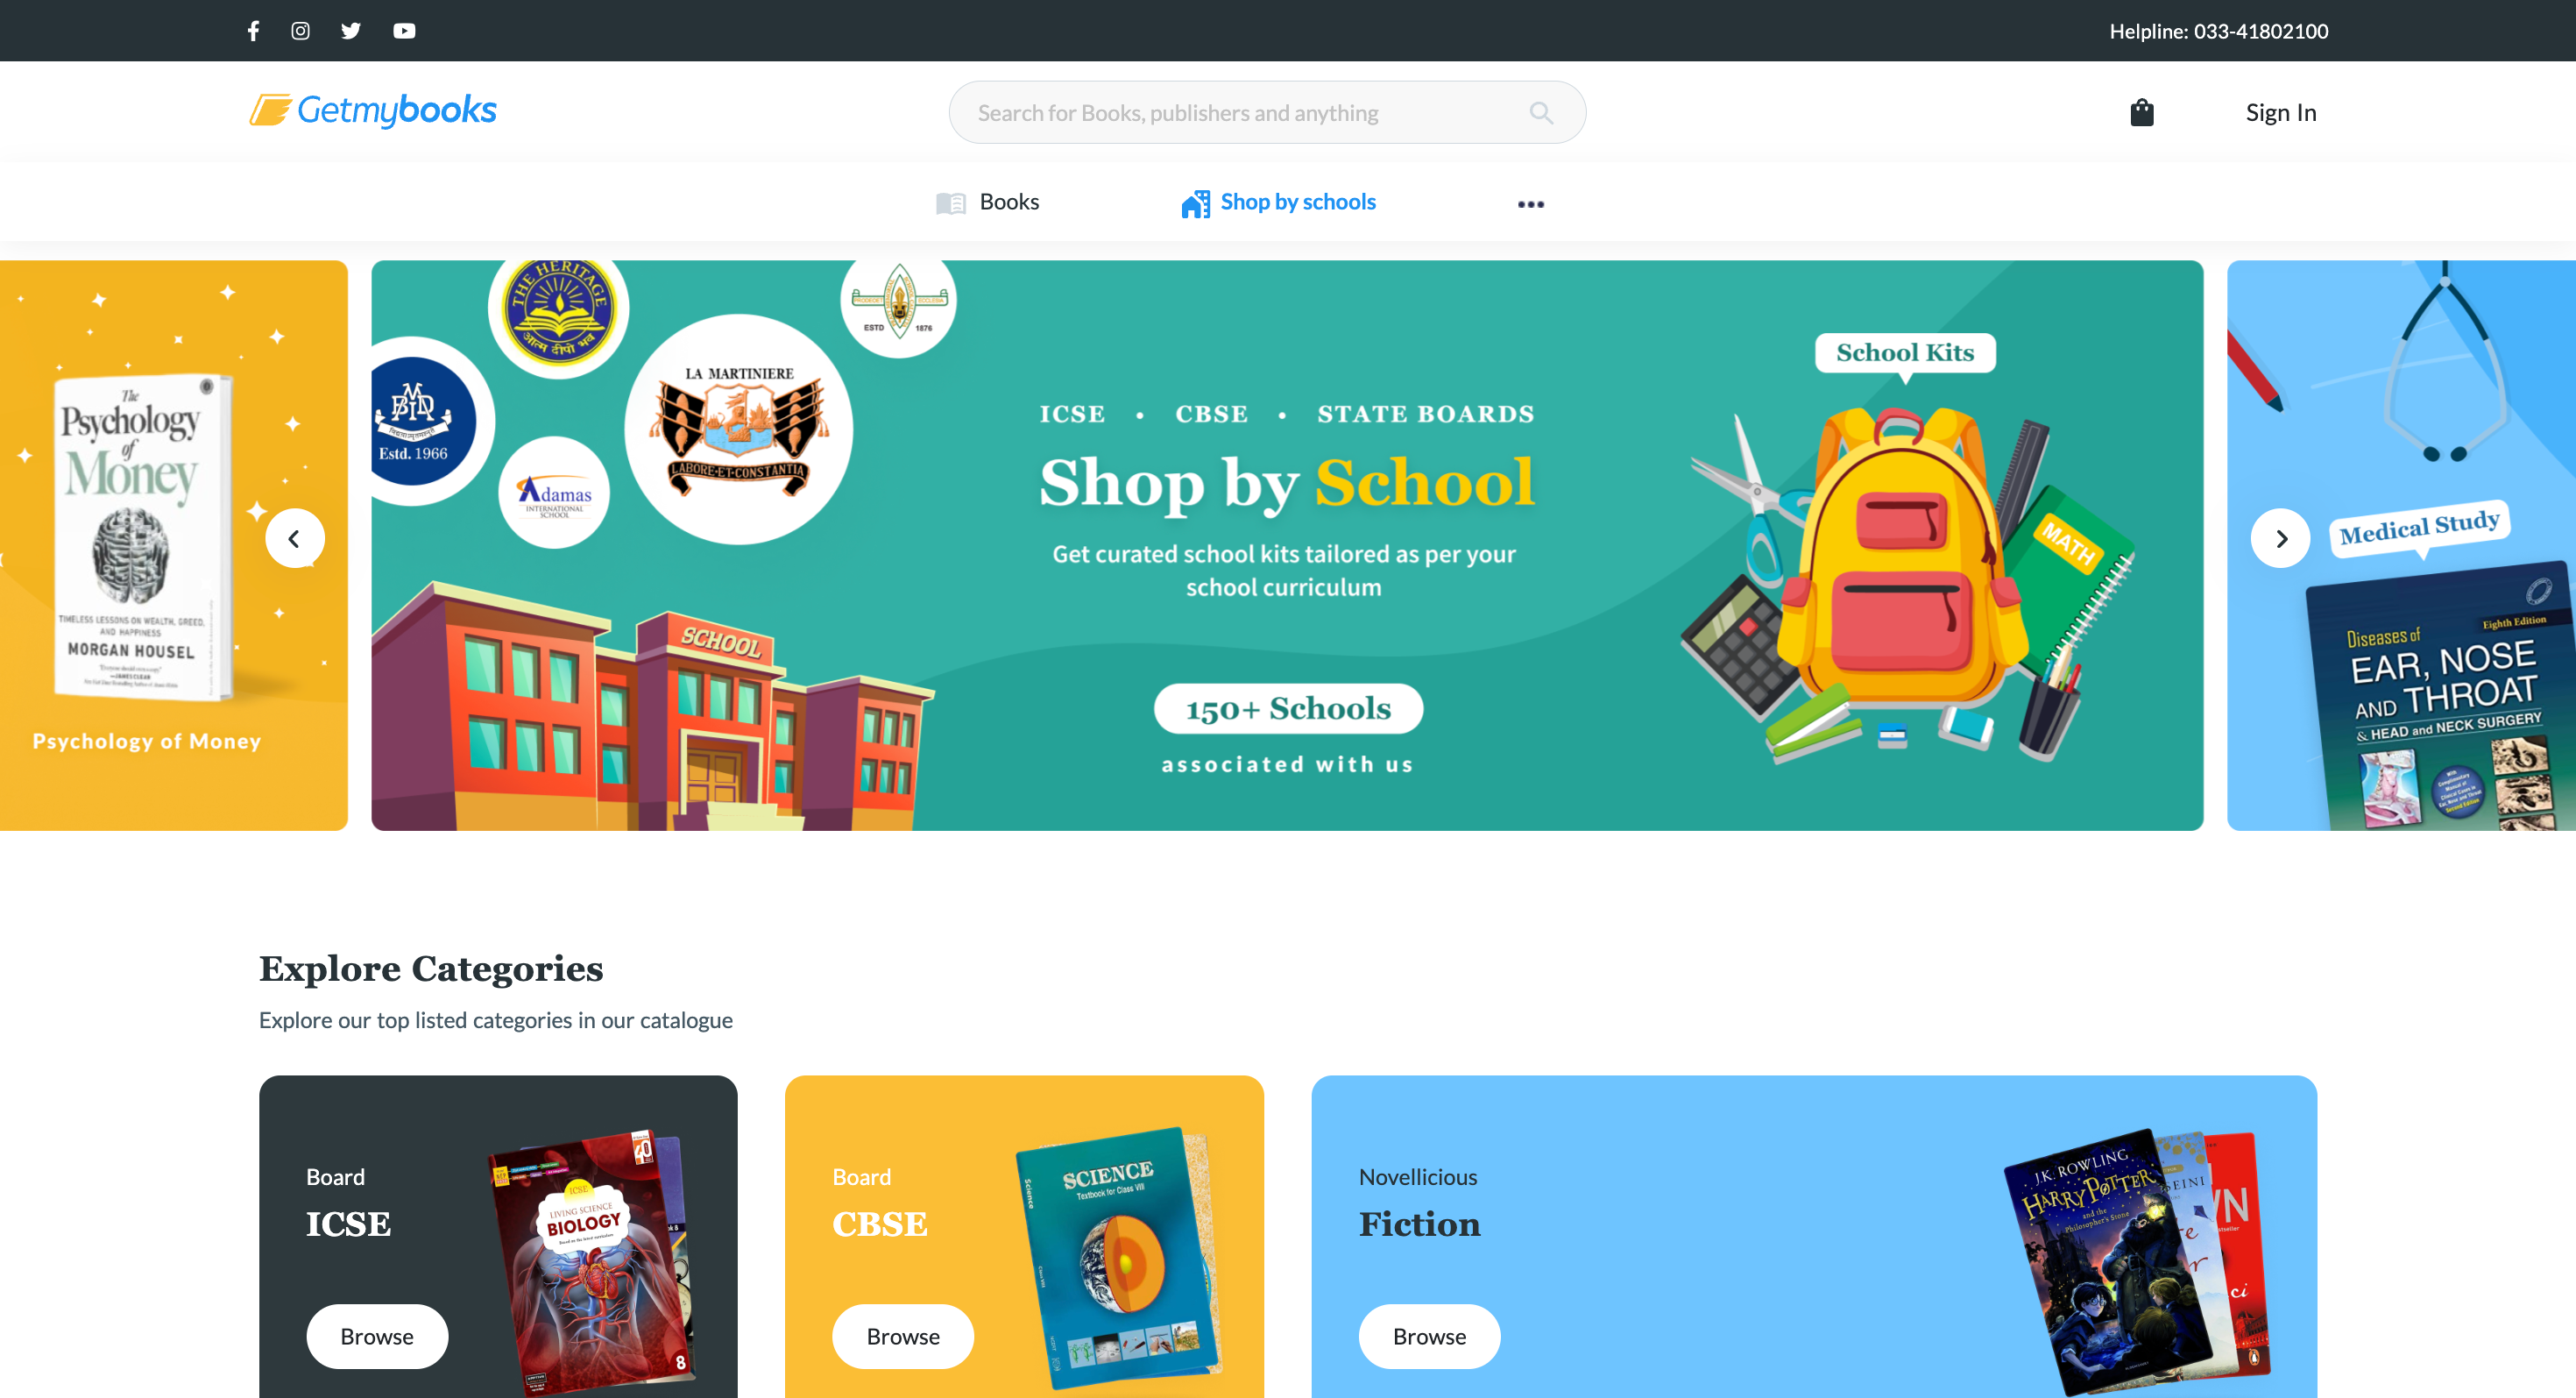 Helpline: 033-41802100
Getmybooks
Search for Books, publishers and anything
Sign In
Books
Shop by schools
The
Psychology
of
Money
TIMELESS LESSONS ON WEALTH, GREED,
AND HAPPINESS
MORGAN HOUSEL
Psychology of Money
THE HERITAGE
आत्म दीपो भव
ESTD 1876
MBD
Estd. 1966
Adamas
INTERNATIONAL
SCHOOL
LA MARTINIERE
LABORE·ET·CONSTANTIA
SCHOOL
ICSE • CBSE • STATE BOARDS
Shop by School
Get curated school kits tailored as per your
school curriculum
150+ Schools
associated with us
School Kits
MATH
Medical Study
Eighth Edition
Diseases of
EAR, NOSE
AND THROAT
& HEAD and NECK SURGERY
Explore Categories
Explore our top listed categories in our catalogue
Board
ICSE
Browse
ICSE
LIVING SCIENCE
BIOLOGY
8
Board
CBSE
Browse
SCIENCE
Textbook for Class VIII
Science
Novellicious
Fiction
Browse
J.K. ROWLING
HARRY POTTER
and the
Philosopher's Stone